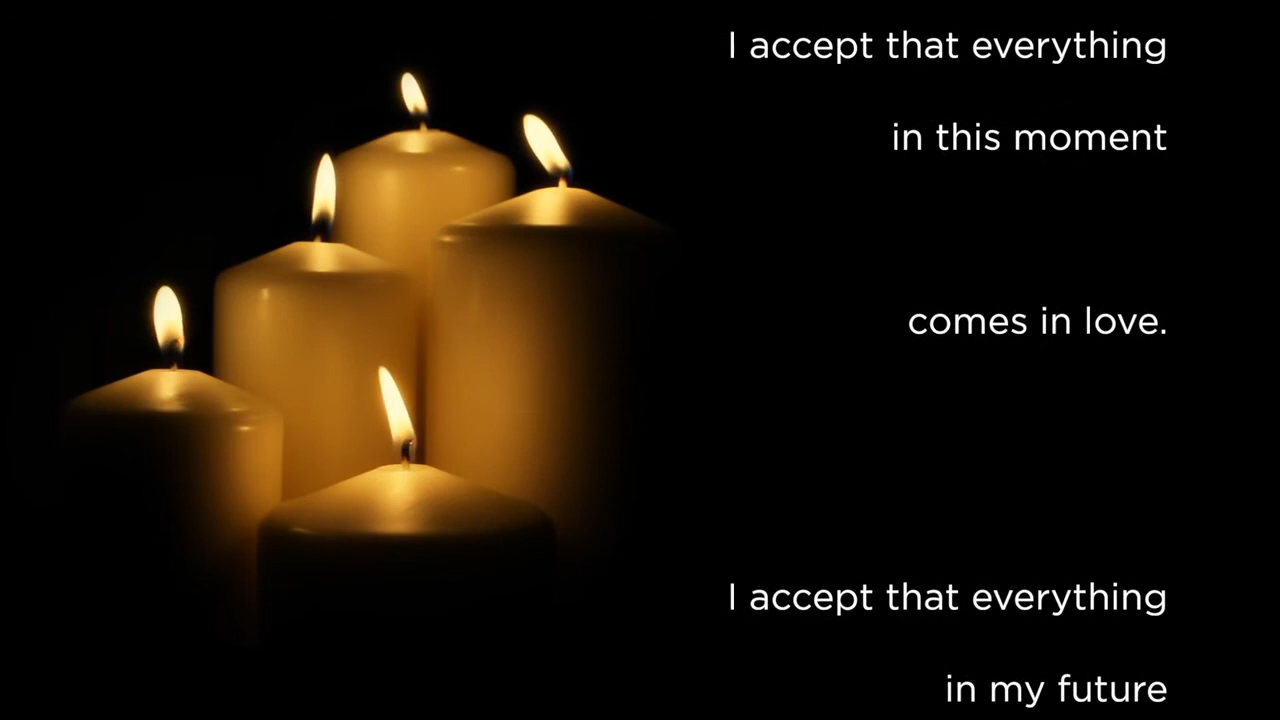 I accept that everything
in this moment
comes in love.
I accept that everything
in my future